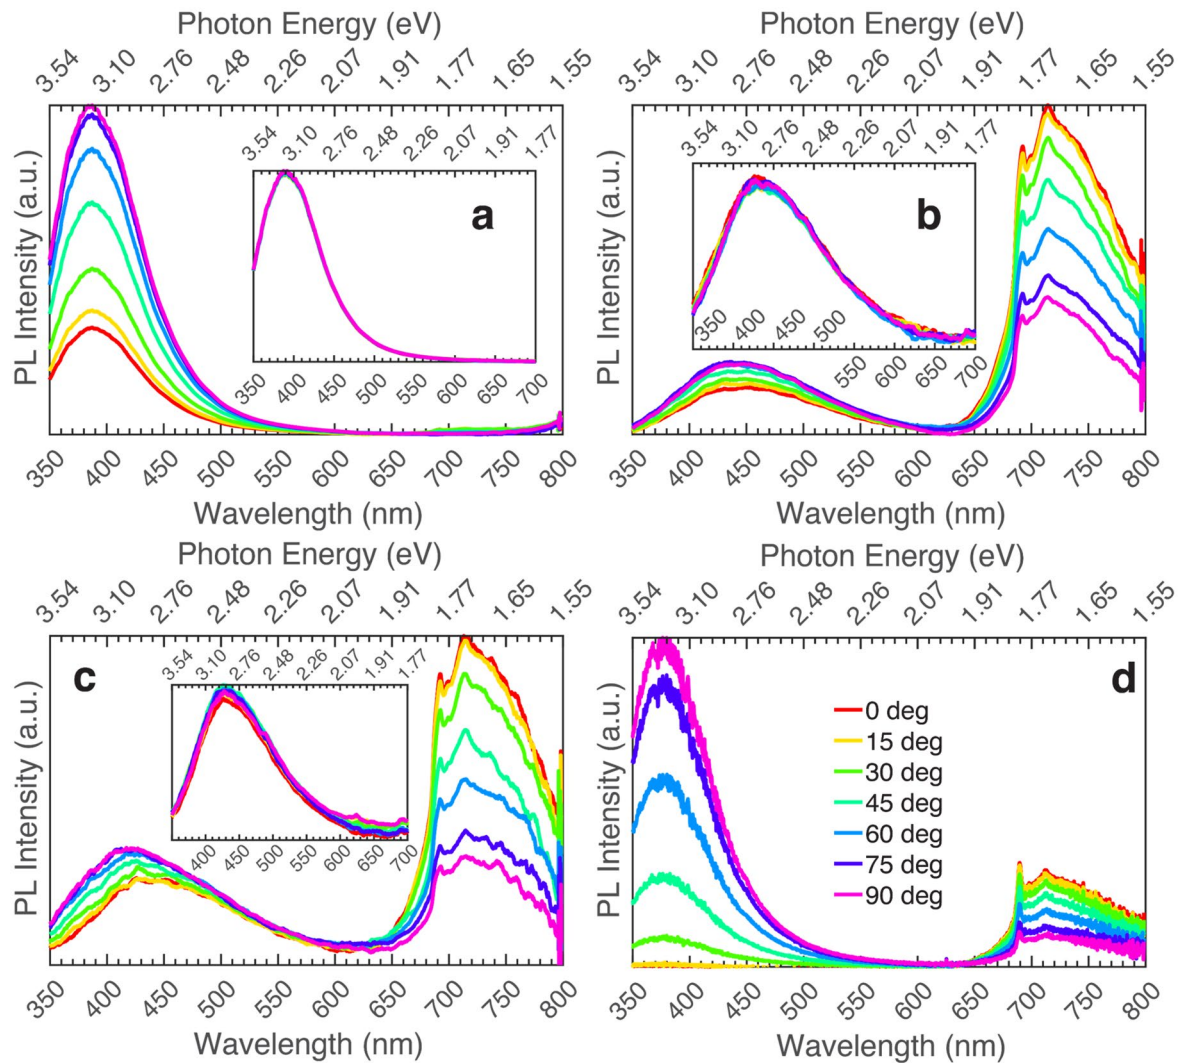 Photon Energy (eV)
3.54 3.10 2.76 2.48 2.26 2.07 1.91 1.77 1.65 1.55
PL Intensity (a.u.)
3.54 3.10 2.76 2.48 2.26 2.07 1.91 1.77
a
350 400 450 500 550 600 650 700
350 400 450 500 550 600 650 700 750 800
Wavelength (nm)
Photon Energy (eV)
3.54 3.10 2.76 2.48 2.26 2.07 1.91 1.77 1.65 1.55
PL Intensity (a.u.)
3.54 3.10 2.76 2.48 2.26 2.07 1.91 1.77
b
350 400 450 500 550 600 650 700
350 400 450 500 550 600 650 700 750 800
Wavelength (nm)
Photon Energy (eV)
3.54 3.10 2.76 2.48 2.26 2.07 1.91 1.77 1.65 1.55
PL Intensity (a.u.)
c
3.54 3.10 2.76 2.48 2.26 2.07 1.91 1.77
400 450 500 550 600 650 700
350 400 450 500 550 600 650 700 750 800
Wavelength (nm)
Photon Energy (eV)
3.54 3.10 2.76 2.48 2.26 2.07 1.91 1.77 1.65 1.55
PL Intensity (a.u.)
d
0 deg
15 deg
30 deg
45 deg
60 deg
75 deg
90 deg
350 400 450 500 550 600 650 700 750 800
Wavelength (nm)